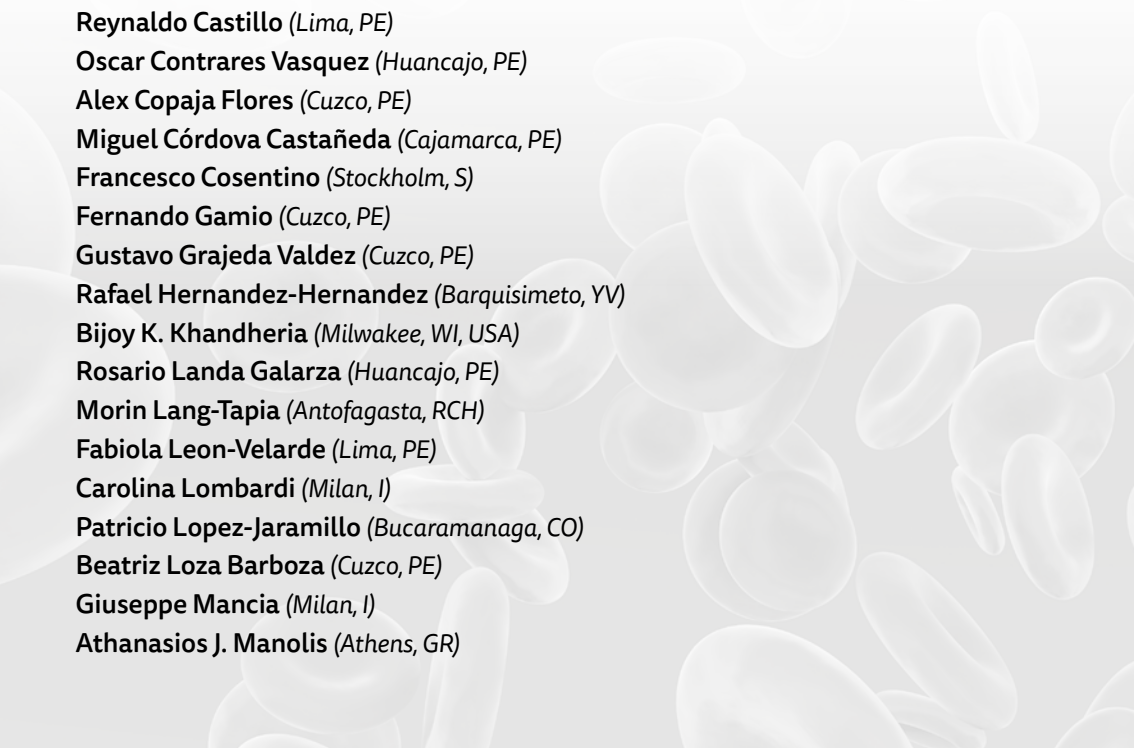 Reynaldo Castillo (Lima, PE)
Oscar Contrares Vasquez (Huancajo, PE)
Alex Copaja Flores (Cuzco, PE)
Miguel Córdova Castañeda (Cajamarca, PE)
Francesco Cosentino (Stockholm, S)
Fernando Gamio (Cuzco, PE)
Gustavo Grajeda Valdez (Cuzco, PE)
Rafael Hernandez-Hernandez (Barquisimeto, YV)
Bijoy K. Khandheria (Milwakee, WI, USA)
Rosario Landa Galarza (Huancajo, PE)
Morin Lang-Tapia (Antofagasta, RCH)
Fabiola Leon-Velarde (Lima, PE)
Carolina Lombardi (Milan, I)
Patricio Lopez-Jaramillo (Bucaramanaga, CO)
Beatriz Loza Barboza (Cuzco, PE)
Giuseppe Mancia (Milan, I)
Athanasios J. Manolis (Athens, GR)